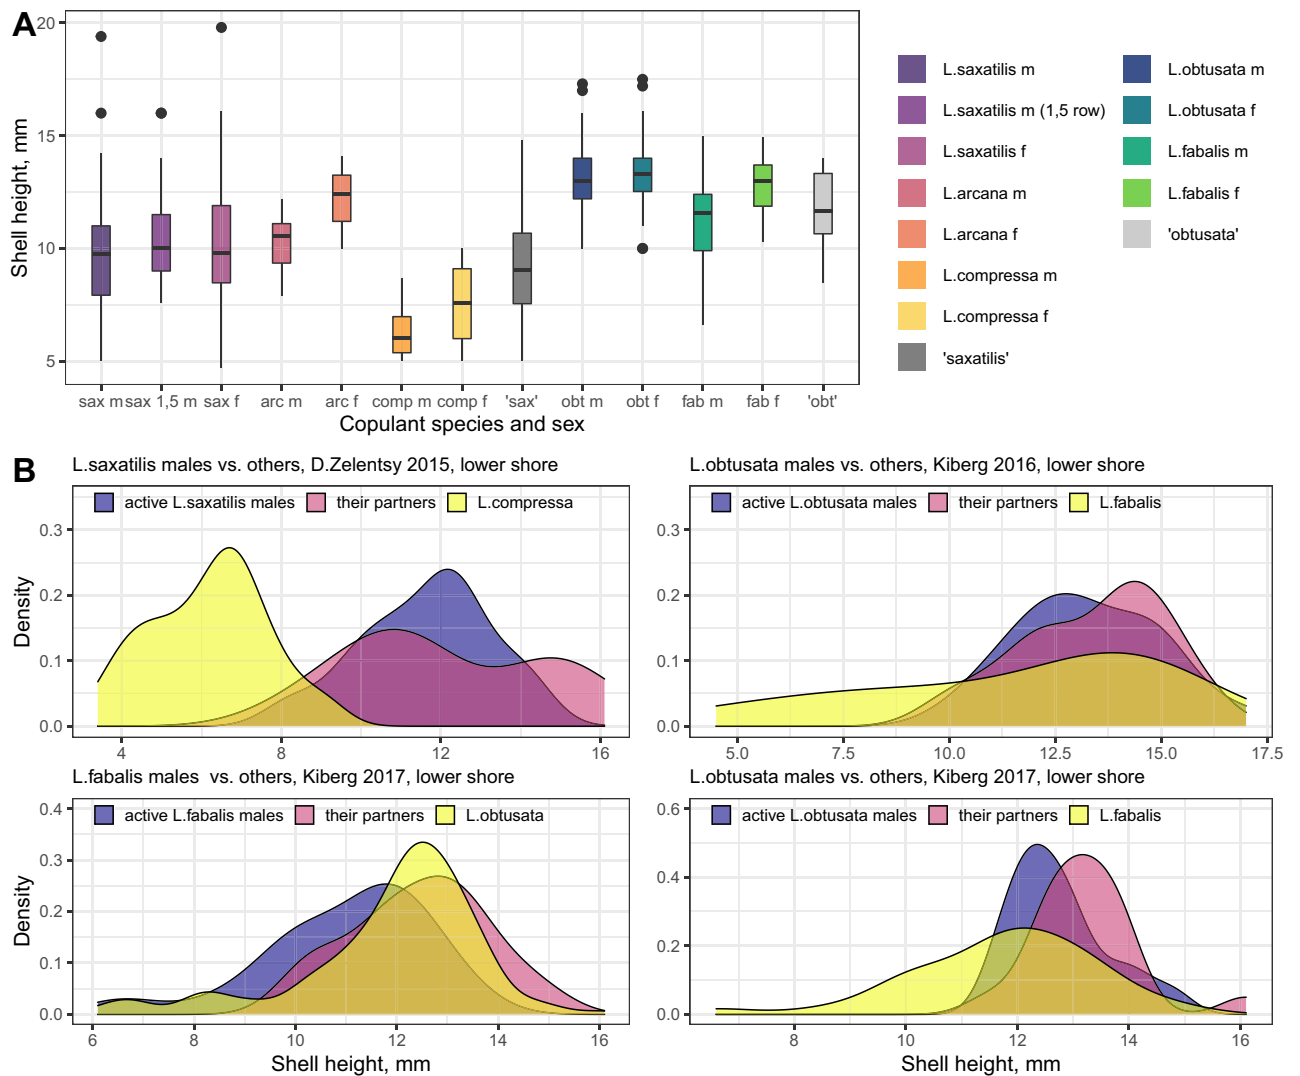 A
20
15
10
5
Shell height, mm
sax m sax 1,5 m sax f arc m arc f comp m comp f 'sax' obt m obt f fab m fab f 'obt'
Copulant species and sex
L.saxatilis m
L.saxatilis m (1,5 row)
L.saxatilis f
L.arcana m
L.arcana f
L.compressa m
L.compressa f
'saxatilis'
L.obtusata m
L.obtusata f
L.fabalis m
L.fabalis f
'obtusata'
B
L.saxatilis males vs. others, D.Zelentsy 2015, lower shore
active L.saxatilis males their partners L.compressa
0.3
0.2
0.1
0.0
Density
4 8 12 16
L.obtusata males vs. others, Kiberg 2016, lower shore
active L.obtusata males their partners L.fabalis
0.3
0.2
0.1
0.0
5.0 7.5 10.0 12.5 15.0 17.5
L.fabalis males vs. others, Kiberg 2017, lower shore
active L.fabalis males their partners L.obtusata
0.4
0.3
0.2
0.1
0.0
Density
6 8 10 12 14 16
Shell height, mm
L.obtusata males vs. others, Kiberg 2017, lower shore
active L.obtusata males their partners L.fabalis
0.6
0.4
0.2
0.0
8 10 12 14 16
Shell height, mm